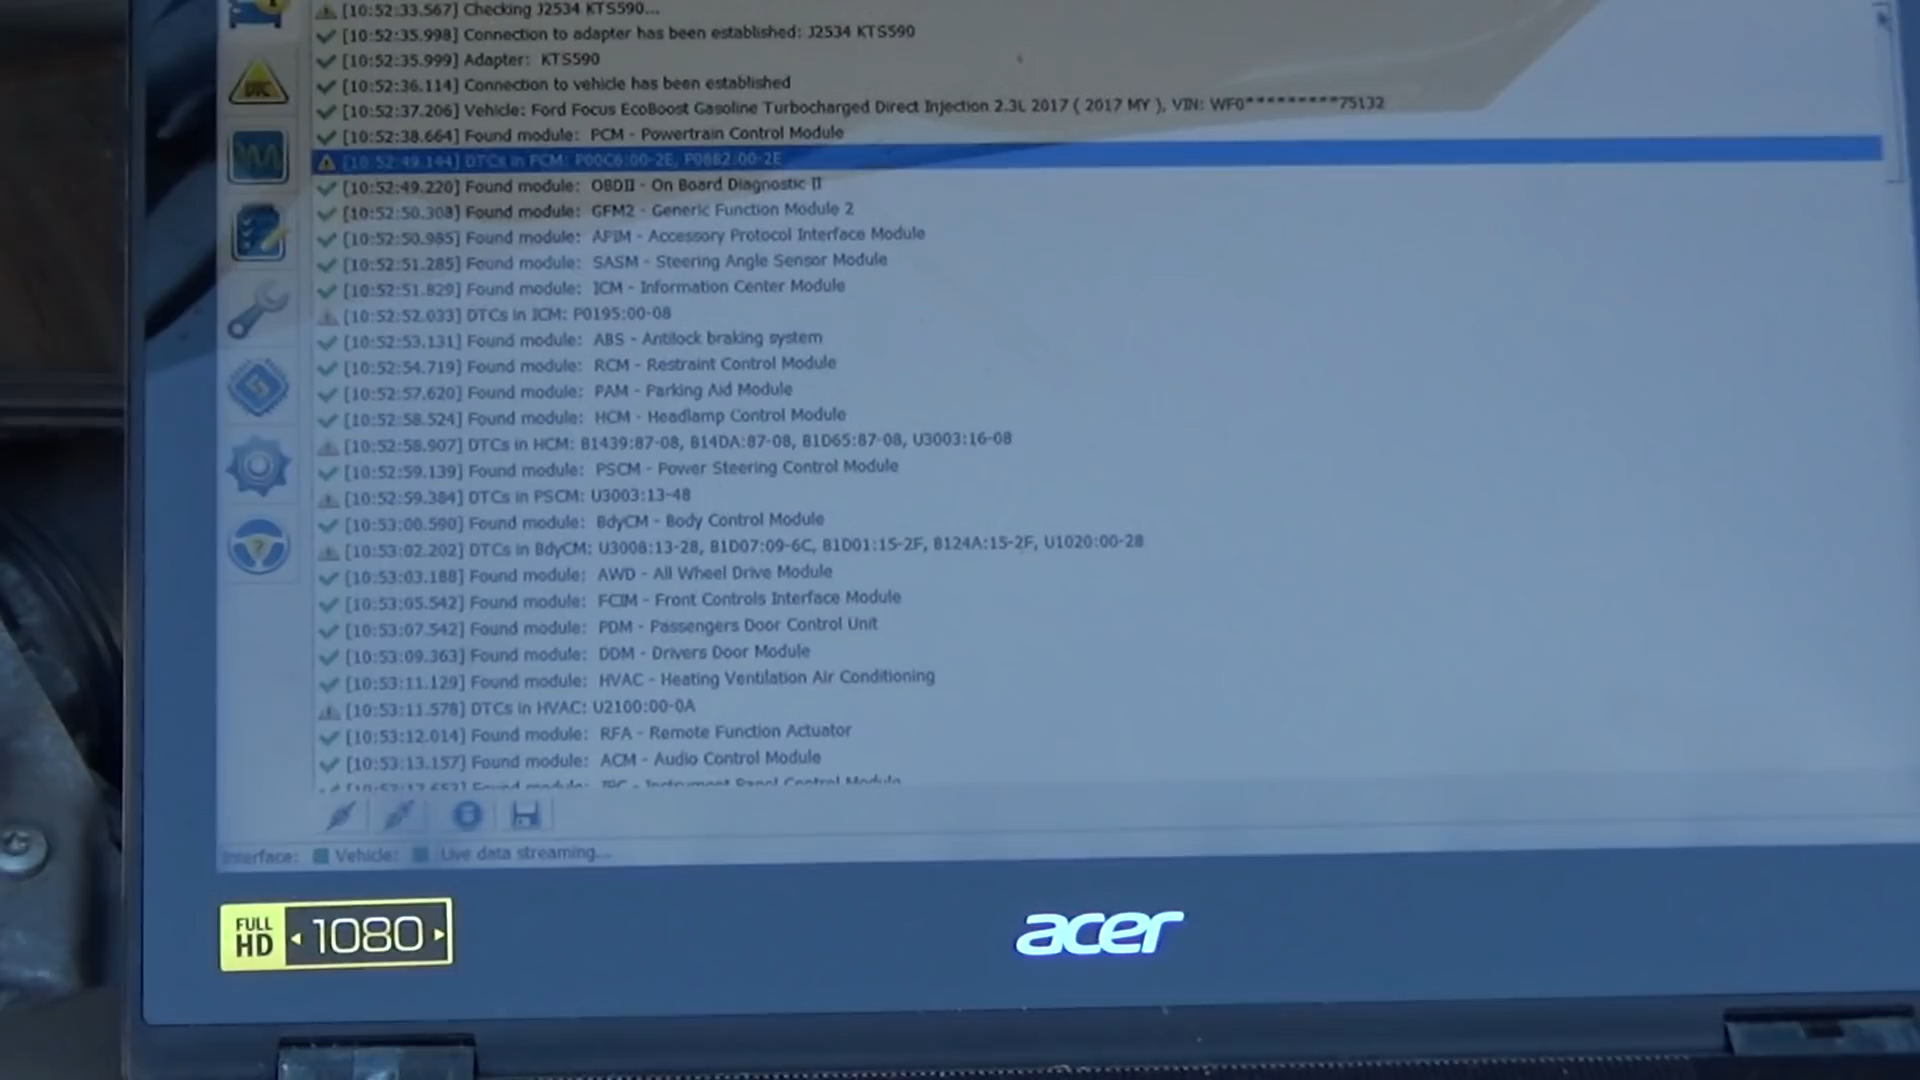 [10:52:33.567] Checking J2534 KTS590...
[10:52:35.998] Connection to adapter has been established: J2534 KTS590
[10:52:35.999] Adapter: KTS590
[10:52:36.114] Connection to vehicle has been established
[10:52:37.206] Vehicle: Ford Focus EcoBoost Gasoline Turbocharged Direct Injection 2.3L 2017 ( 2017 MY ), VIN: WF0*********75132
[10:52:38.664] Found module: PCM - Powertrain Control Module
DTC
[10:52:49.144] DTCs in PCM: P00C6:00-2E, P0BB2:00-2E
[10:52:49.220] Found module: OBDII - On Board Diagnostic II
[10:52:50.308] Found module: GFM2 - Generic Function Module 2
[10:52:50.985] Found module: APIM - Accessory Protocol Interface Module
[10:52:51.285] Found module: SASM - Steering Angle Sensor Module
[10:52:51.829] Found module: ICM - Information Center Module
[10:52:52.033] DTCs in ICM: P0195:00-08
[10:52:53.131] Found module: ABS - Antilock braking system
[10:52:54.719] Found module: RCM - Restraint Control Module
[10:52:57.620] Found module: PAM - Parking Aid Module
[10:52:58.524] Found module: HCM - Headlamp Control Module
[10:52:58.907] DTCs in HCM: B1439:87-08, B14DA:87-08, B1D65:87-08, U3003:16-08
[10:52:59.139] Found module: PSCM - Power Steering Control Module
[10:52:59.384] DTCs in PSCM: U3003:13-48
[10:53:00.590] Found module: BdyCM - Body Control Module
[10:53:02.202] DTCs in BdyCM: U3006:13-28, B1D07:09-6C, B1D01:15-2F, B124A:15-2F, U1020:00-28
[10:53:03.188] Found module: AWD - All Wheel Drive Module
[10:53:05.542] Found module: FCIM - Front Controls Interface Module
[10:53:07.542] Found module: PDM - Passengers Door Control Unit
[10:53:09.363] Found module: DDM - Drivers Door Module
[10:53:11.129] Found module: HVAC - Heating Ventilation Air Conditioning
[10:53:11.578] DTCs in HVAC: U2100:00-0A
[10:53:12.014] Found module: RFA - Remote Function Actuator
[10:53:13.157] Found module: ACM - Audio Control Module
Found module: IPC - Instrument Panel Control Module
Interface: Vehicle: Live data streaming...
FULL HD 1080
acer